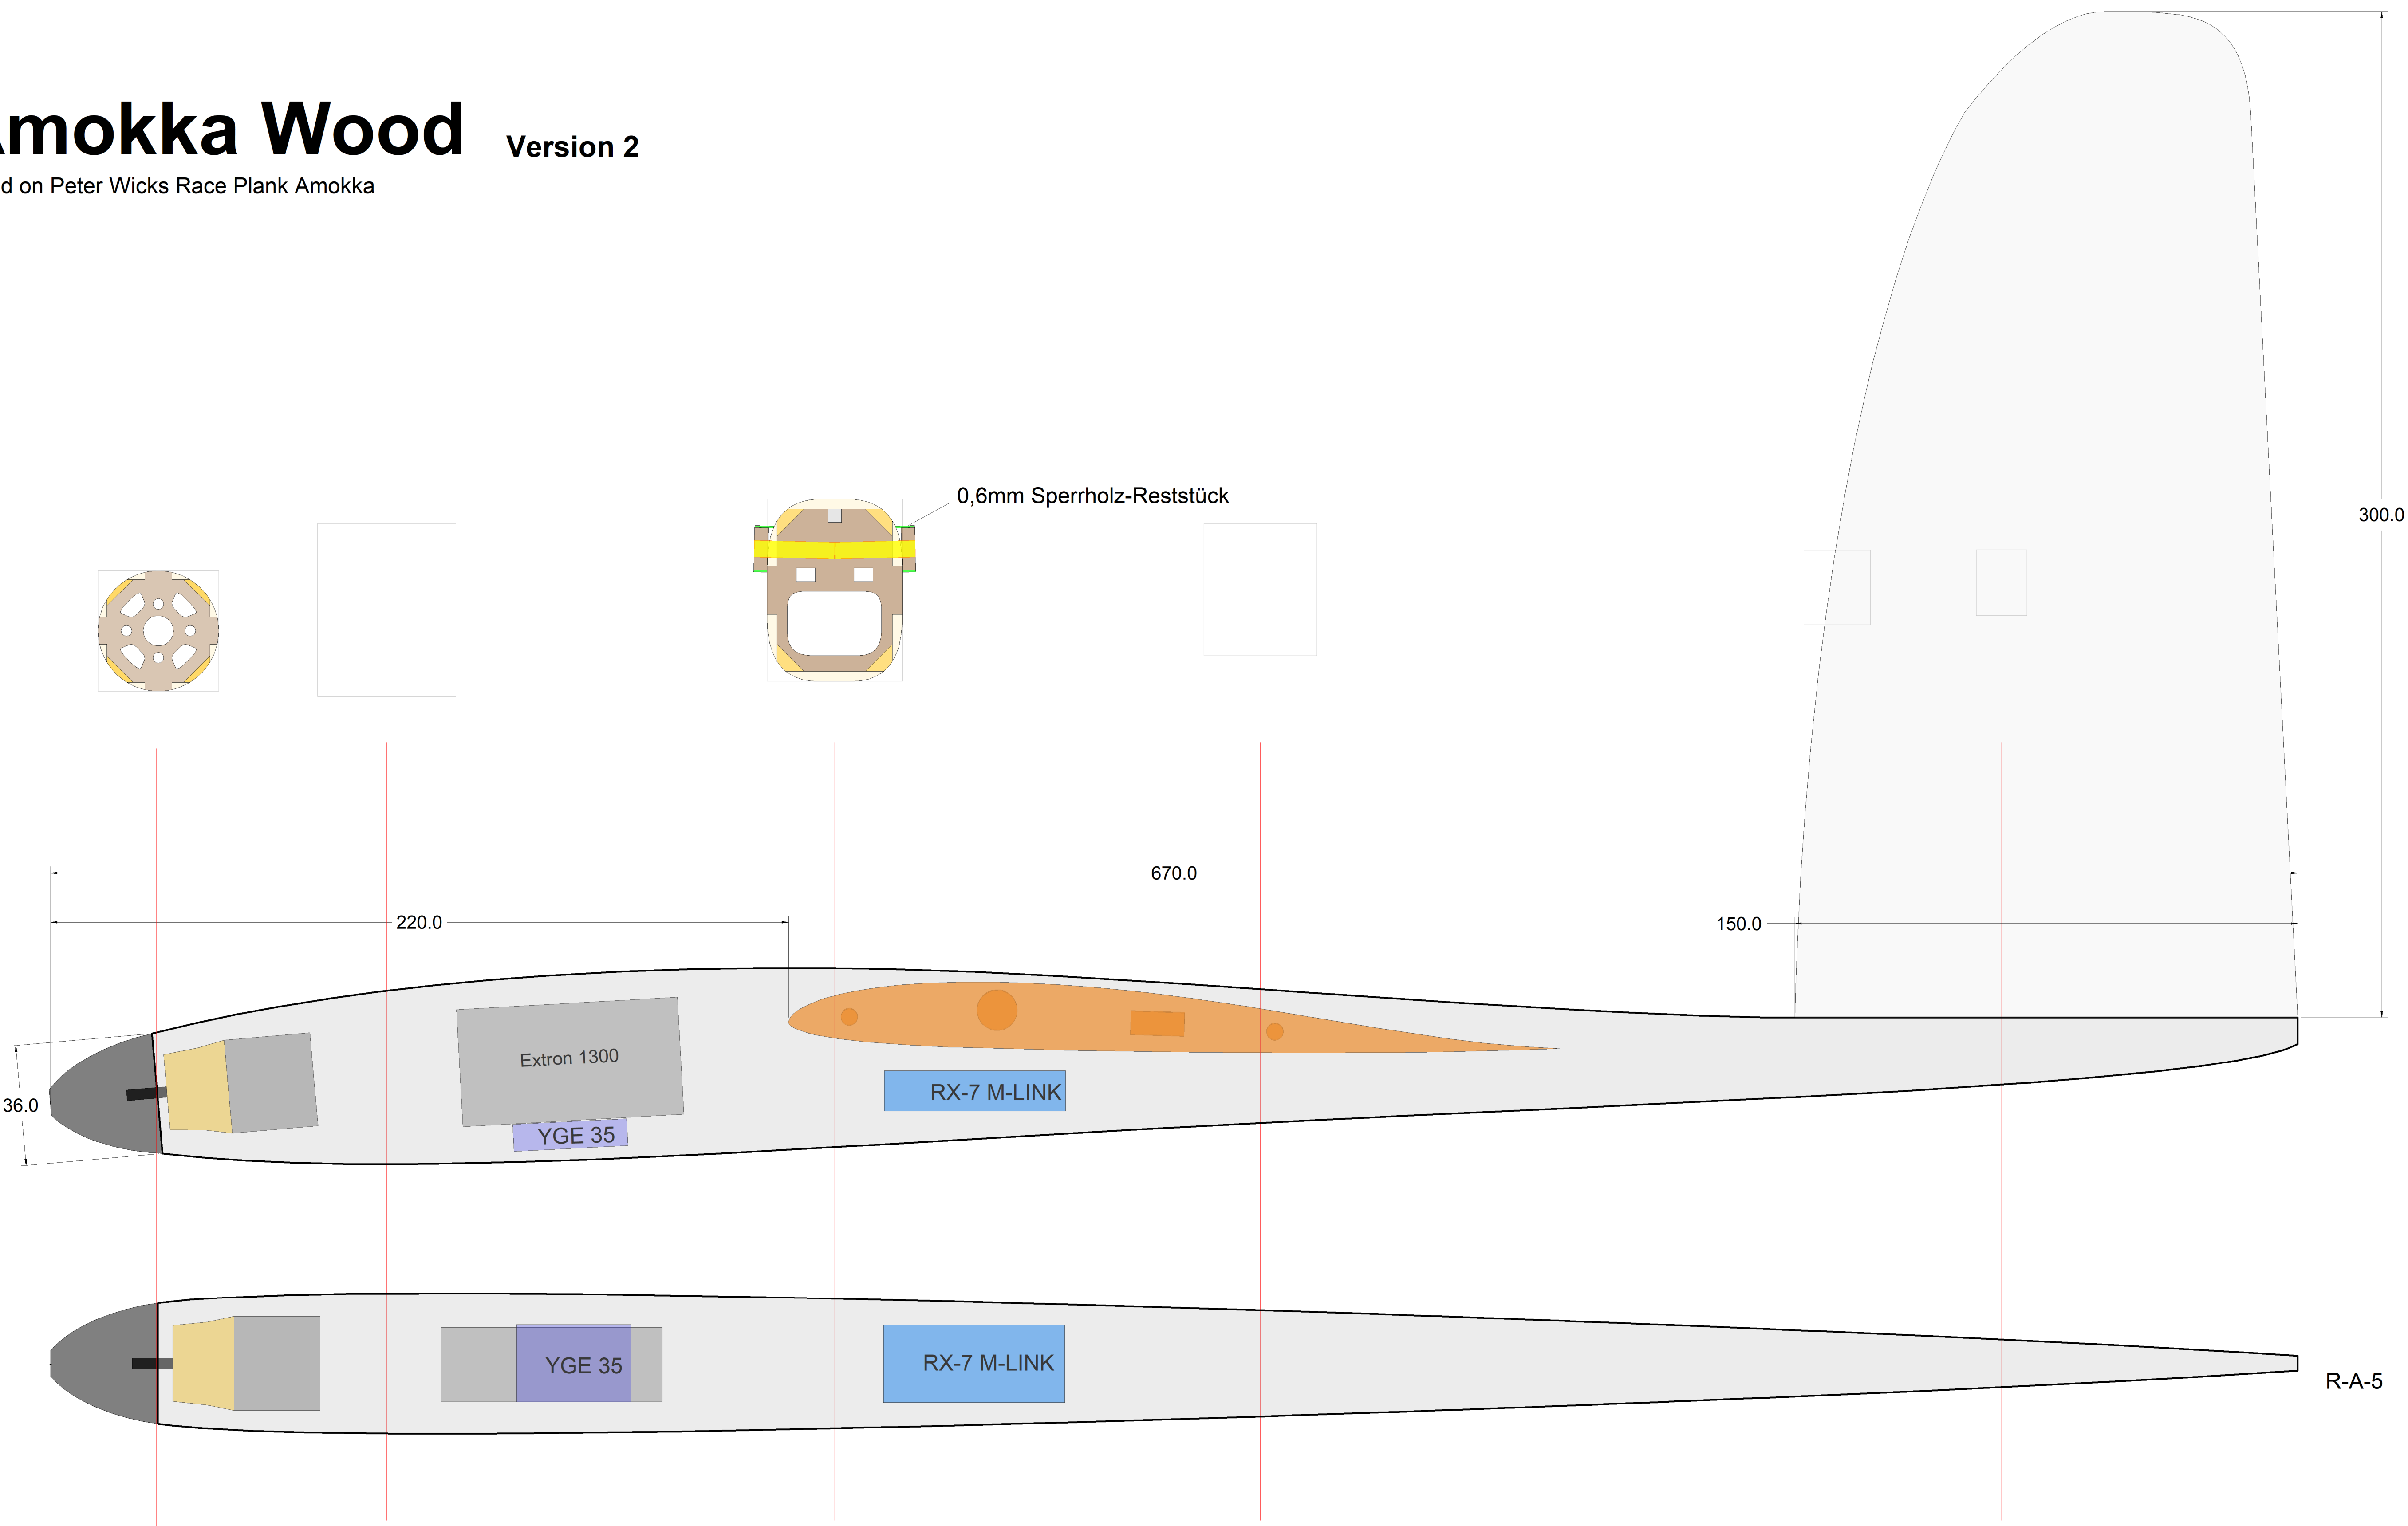 mokka Wood
Version 2
d on Peter Wicks Race Plank Amokka
0,6mm Sperrholz-Reststück
300.0
670.0
220.0
150.0
Extron 1300
RX-7 M-LINK
36.0
YGE 35
YGE 35
RX-7 M-LINK
R-A-5